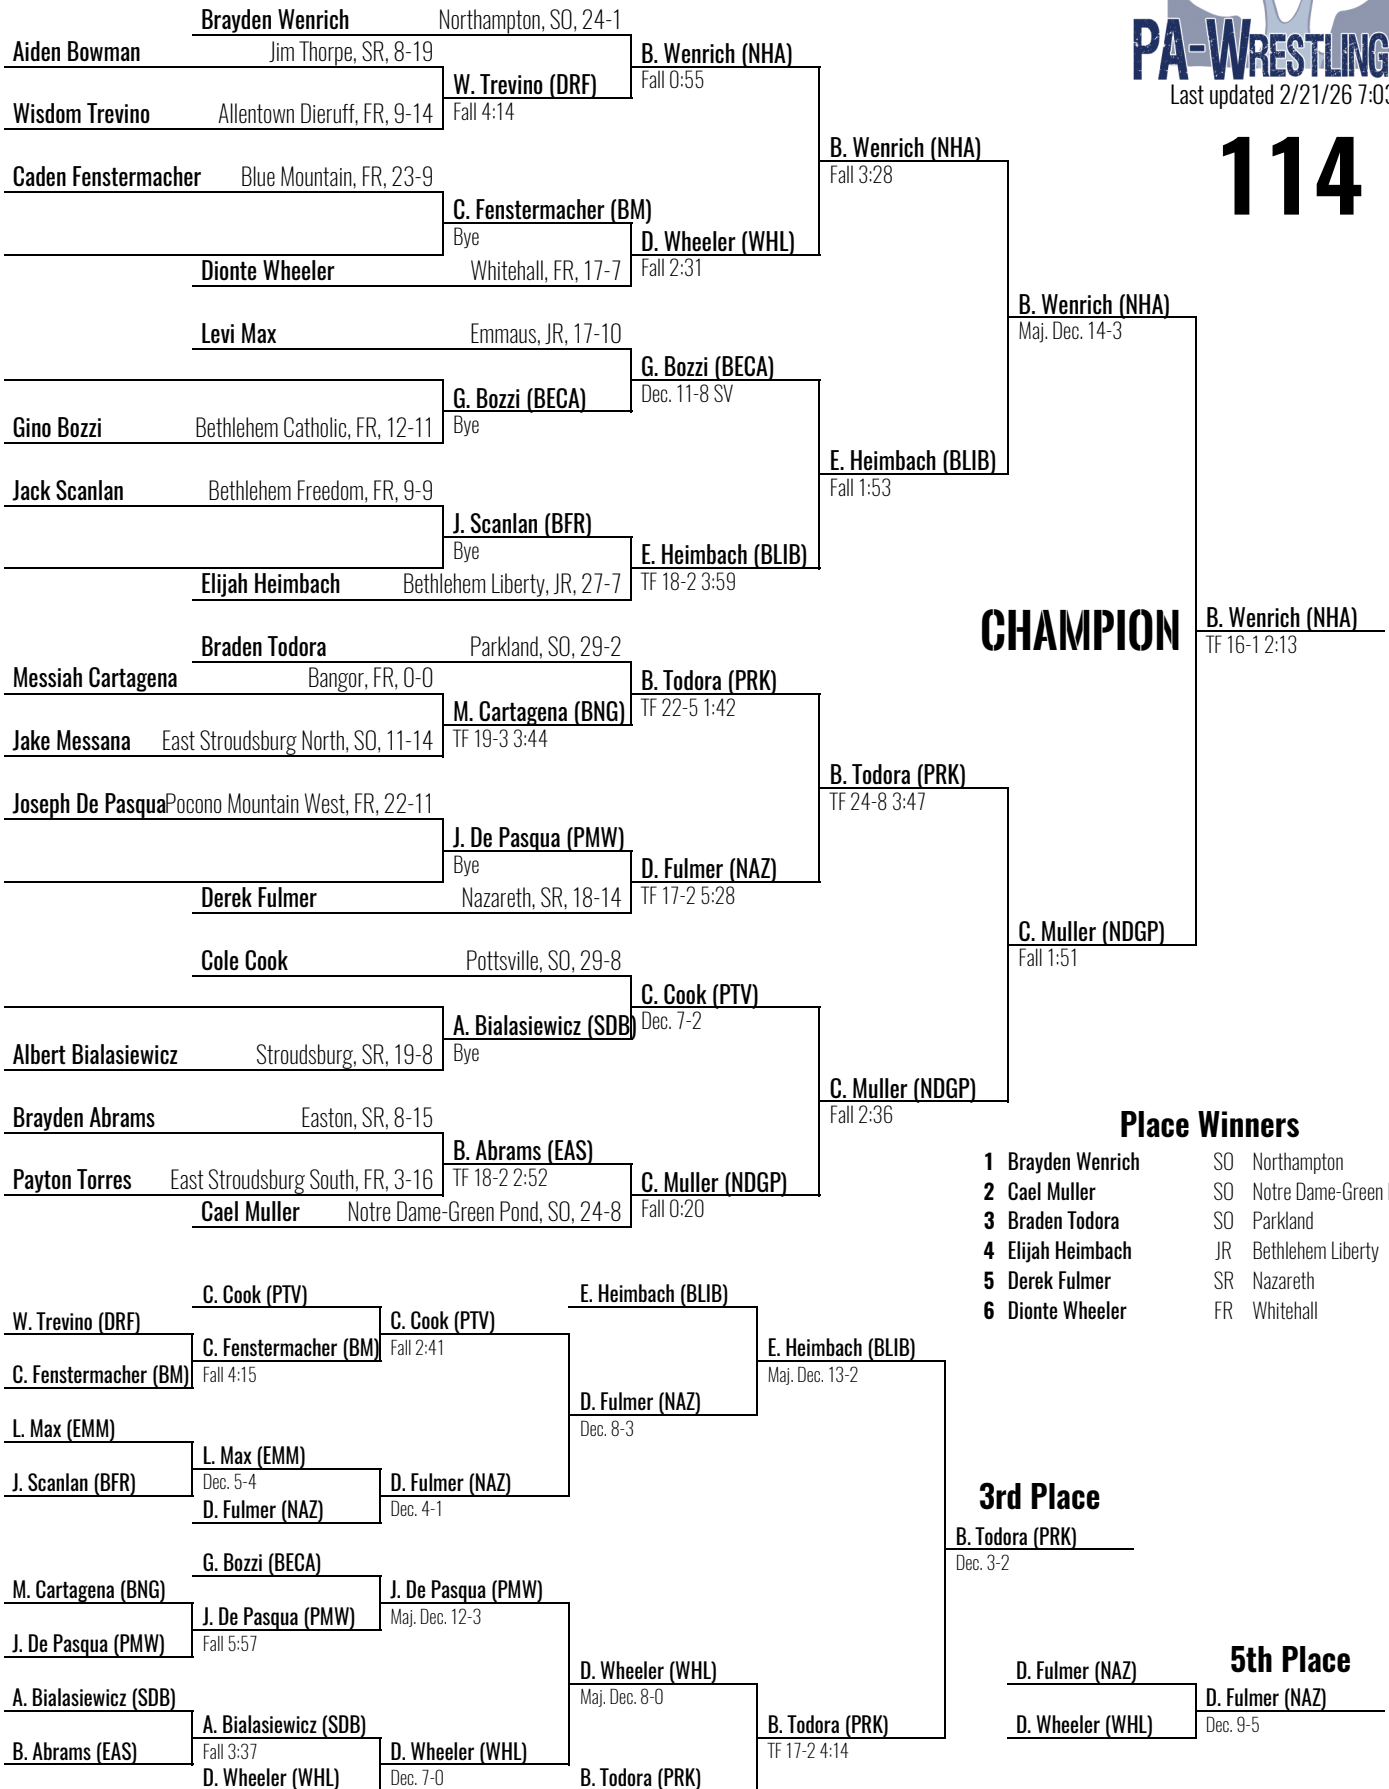 Brayden Wenrich Northampton, SO, 24-1
Aiden Bowman Jim Thorpe, SR, 8-19
B. Wenrich (NHA)
Fall 0:55
PA-WRESTLING
W. Trevino (DRF)
Fall 4:14
Last updated 2/21/26 7:03
Wisdom Trevino Allentown Dieruff, FR, 9-14
B. Wenrich (NHA)
Fall 3:28
114
Caden Fenstermacher Blue Mountain, FR, 23-9
C. Fenstermacher (BM)
Bye
D. Wheeler (WHL)
Fall 2:31
Dionte Wheeler Whitehall, FR, 17-7
B. Wenrich (NHA)
Maj. Dec. 14-3
Levi Max Emmaus, JR, 17-10
G. Bozzi (BECA)
Dec. 11-8 SV
G. Bozzi (BECA)
Bye
Gino Bozzi Bethlehem Catholic, FR, 12-11
E. Heimbach (BLIB)
Fall 1:53
Jack Scanlan Bethlehem Freedom, FR, 9-9
J. Scanlan (BFR)
Bye
E. Heimbach (BLIB)
TF 18-2 3:59
Elijah Heimbach Bethlehem Liberty, JR, 27-7
CHAMPION
B. Wenrich (NHA)
TF 16-1 2:13
Braden Todora Parkland, SO, 29-2
Messiah Cartagena Bangor, FR, 0-0
B. Todora (PRK)
TF 22-5 1:42
M. Cartagena (BNG)
TF 19-3 3:44
Jake Messana East Stroudsburg North, SO, 11-14
B. Todora (PRK)
TF 24-8 3:47
Joseph De Pasqua Pocono Mountain West, FR, 22-11
J. De Pasqua (PMW)
Bye
D. Fulmer (NAZ)
TF 17-2 5:28
Derek Fulmer Nazareth, SR, 18-14
C. Muller (NDGP)
Fall 1:51
Cole Cook Pottsville, SO, 29-8
C. Cook (PTV)
Dec. 7-2
A. Bialasiewicz (SDB)
Bye
Albert Bialasiewicz Stroudsburg, SR, 19-8
C. Muller (NDGP)
Fall 2:36
Brayden Abrams Easton, SR, 8-15
B. Abrams (EAS)
TF 18-2 2:52
Payton Torres East Stroudsburg South, FR, 3-16
C. Muller (NDGP)
Fall 0:20
Cael Muller Notre Dame-Green Pond, SO, 24-8
Place Winners
1 Brayden Wenrich SO Northampton
2 Cael Muller SO Notre Dame-Green
3 Braden Todora SO Parkland
4 Elijah Heimbach JR Bethlehem Liberty
5 Derek Fulmer SR Nazareth
6 Dionte Wheeler FR Whitehall
C. Cook (PTV)
W. Trevino (DRF)
C. Cook (PTV)
Fall 2:41
C. Fenstermacher (BM)
Fall 4:15
C. Fenstermacher (BM)
E. Heimbach (BLIB)
E. Heimbach (BLIB)
Maj. Dec. 13-2
D. Fulmer (NAZ)
Dec. 8-3
L. Max (EMM)
L. Max (EMM)
Dec. 5-4
J. Scanlan (BFR)
D. Fulmer (NAZ)
Dec. 4-1
D. Fulmer (NAZ)
3rd Place
B. Todora (PRK)
Dec. 3-2
G. Bozzi (BECA)
M. Cartagena (BNG)
J. De Pasqua (PMW)
Maj. Dec. 12-3
J. De Pasqua (PMW)
Fall 5:57
J. De Pasqua (PMW)
D. Wheeler (WHL)
Maj. Dec. 8-0
A. Bialasiewicz (SDB)
A. Bialasiewicz (SDB)
Fall 3:37
B. Abrams (EAS)
D. Wheeler (WHL)
Dec. 7-0
D. Wheeler (WHL)
B. Todora (PRK)
TF 17-2 4:14
B. Todora (PRK)
5th Place
D. Fulmer (NAZ)
D. Fulmer (NAZ)
Dec. 9-5
D. Wheeler (WHL)